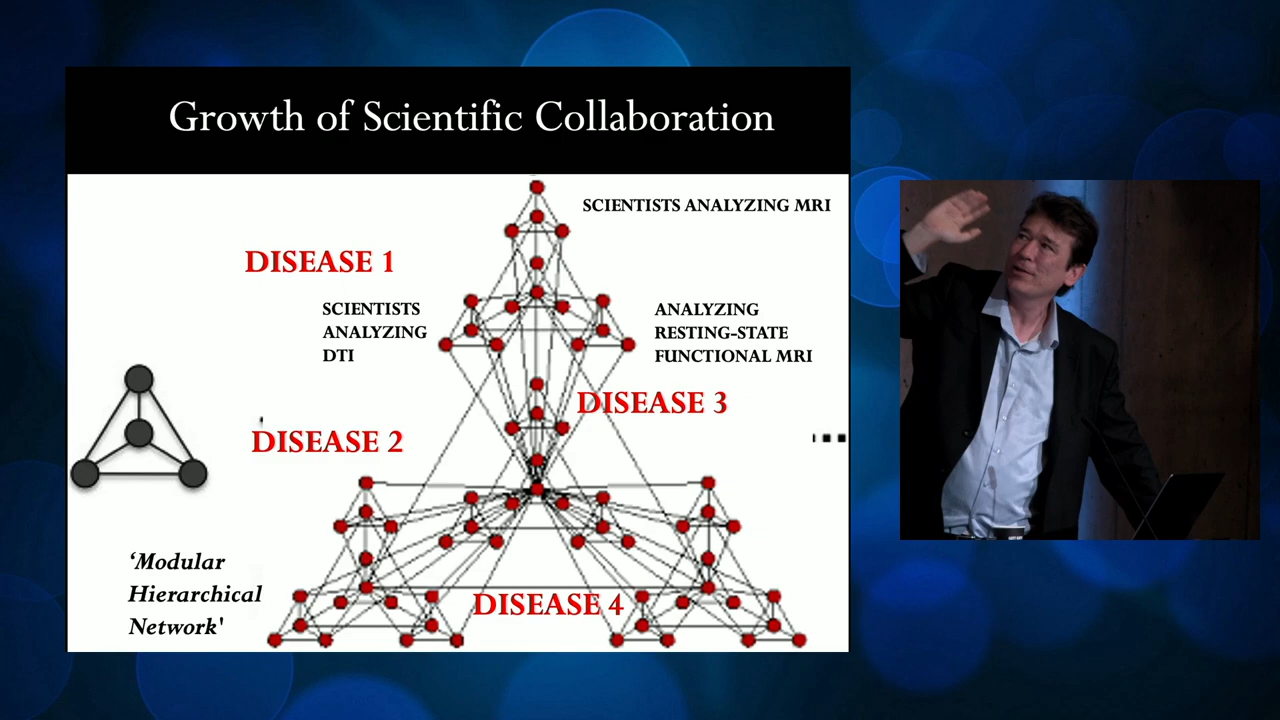 Growth of Scientific Collaboration
SCIENTISTS ANALYZING MRI
DISEASE 1
SCIENTISTS
ANALYZING
DTI
ANALYZING
RESTING-STATE
FUNCTIONAL MRI
DISEASE 3
DISEASE 2
'Modular
Hierarchical
Network'
DISEASE 4